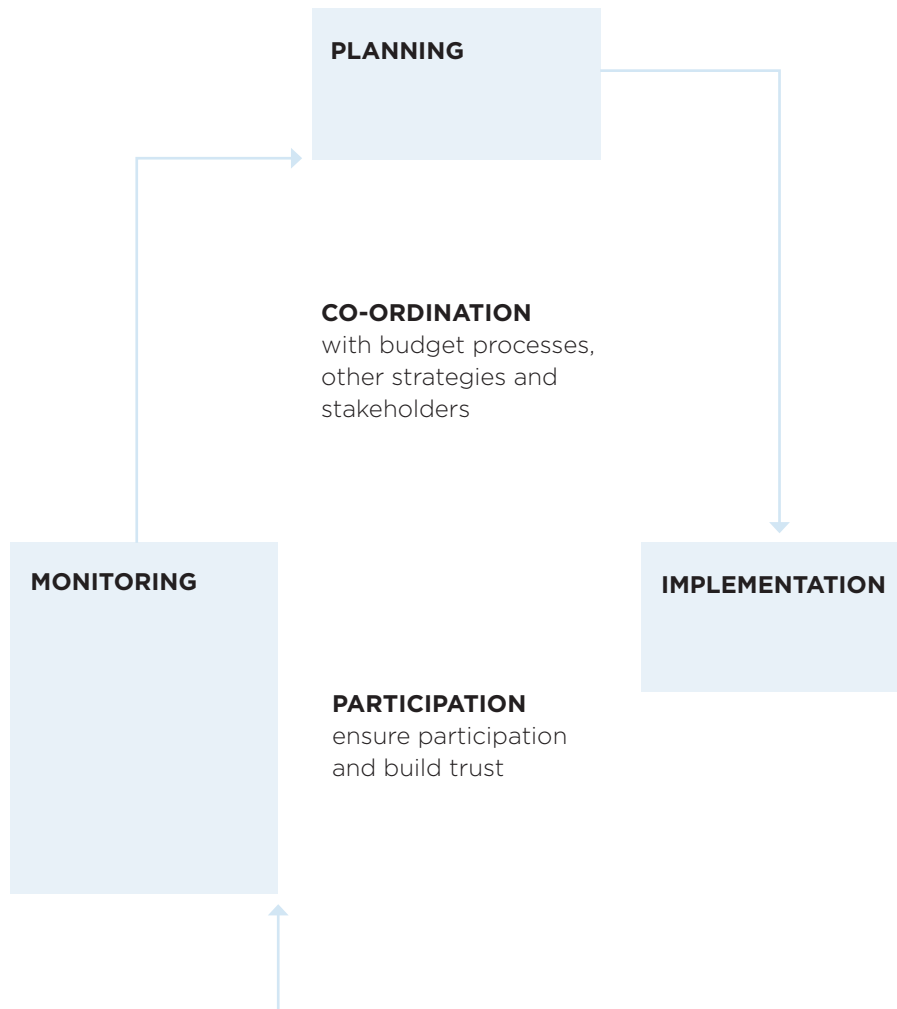 PLANNING
CO-ORDINATION
with budget processes,
other strategies and
stakeholders
MONITORING
IMPLEMENTATION
PARTICIPATION
ensure participation
and build trust